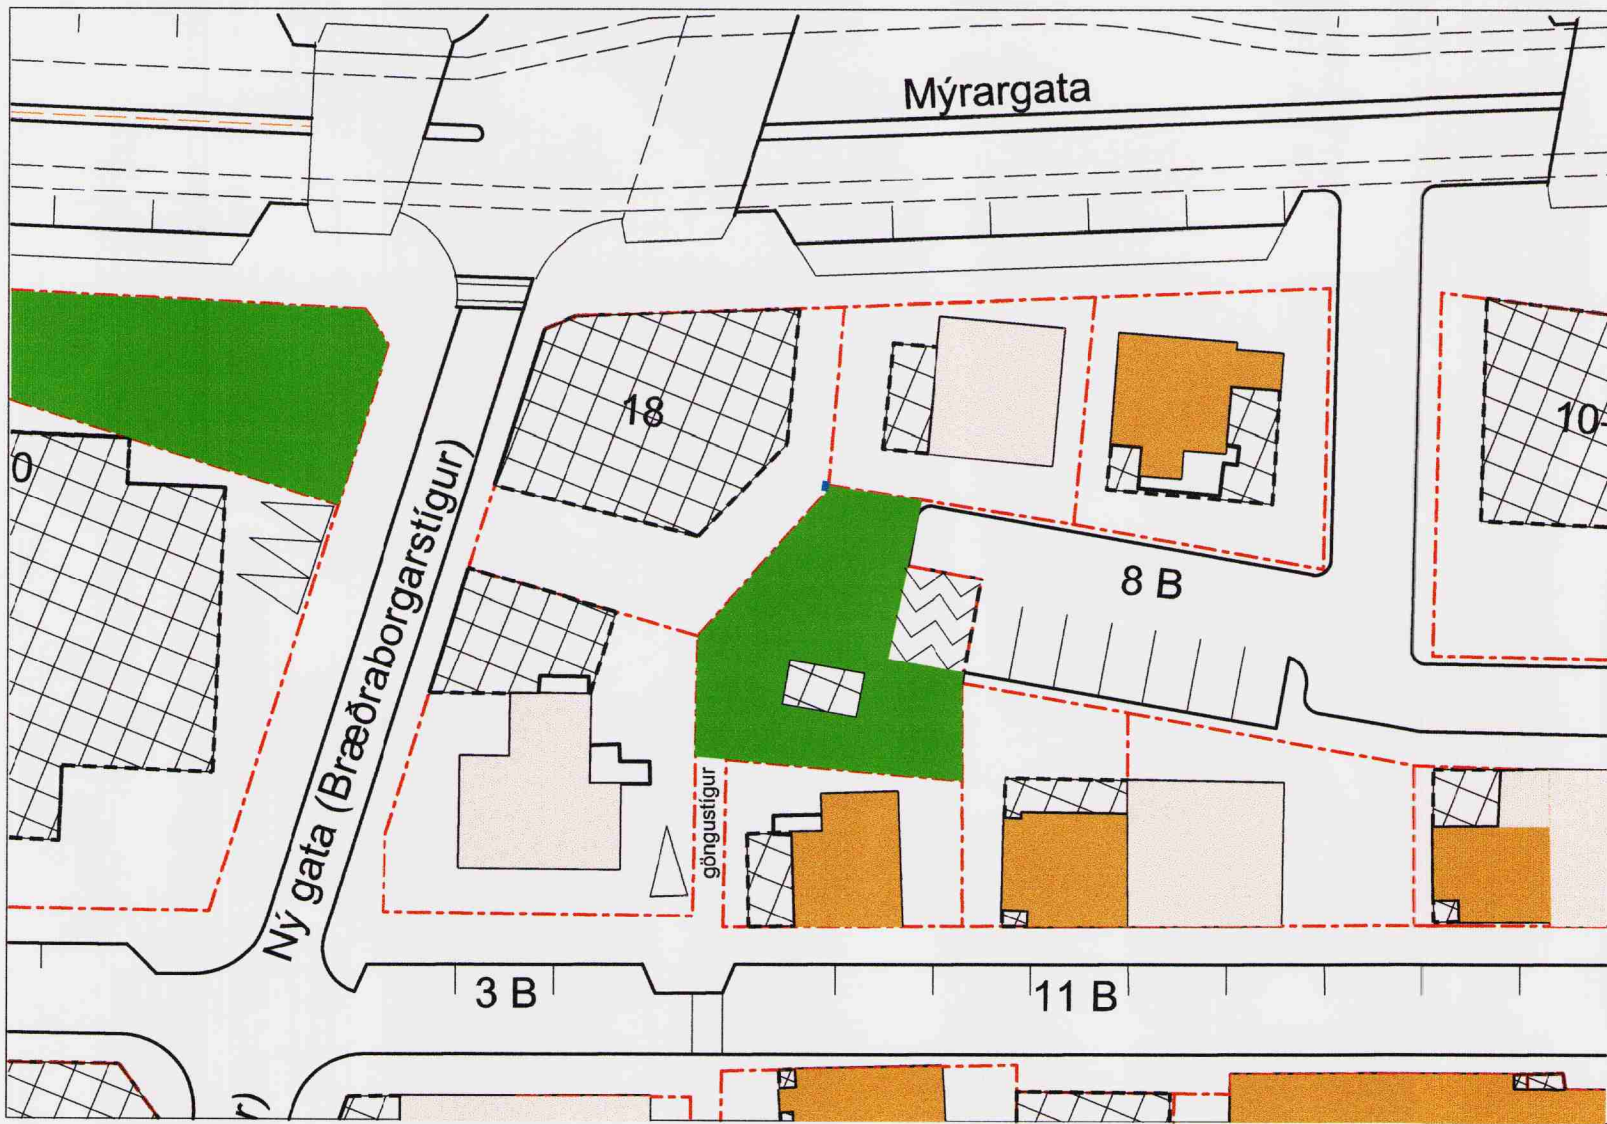 Mýrargata
18
10-
0
8 B
Ný gata (Bræðraborgarstígur)
göngustígur
3 B
11 B
r)